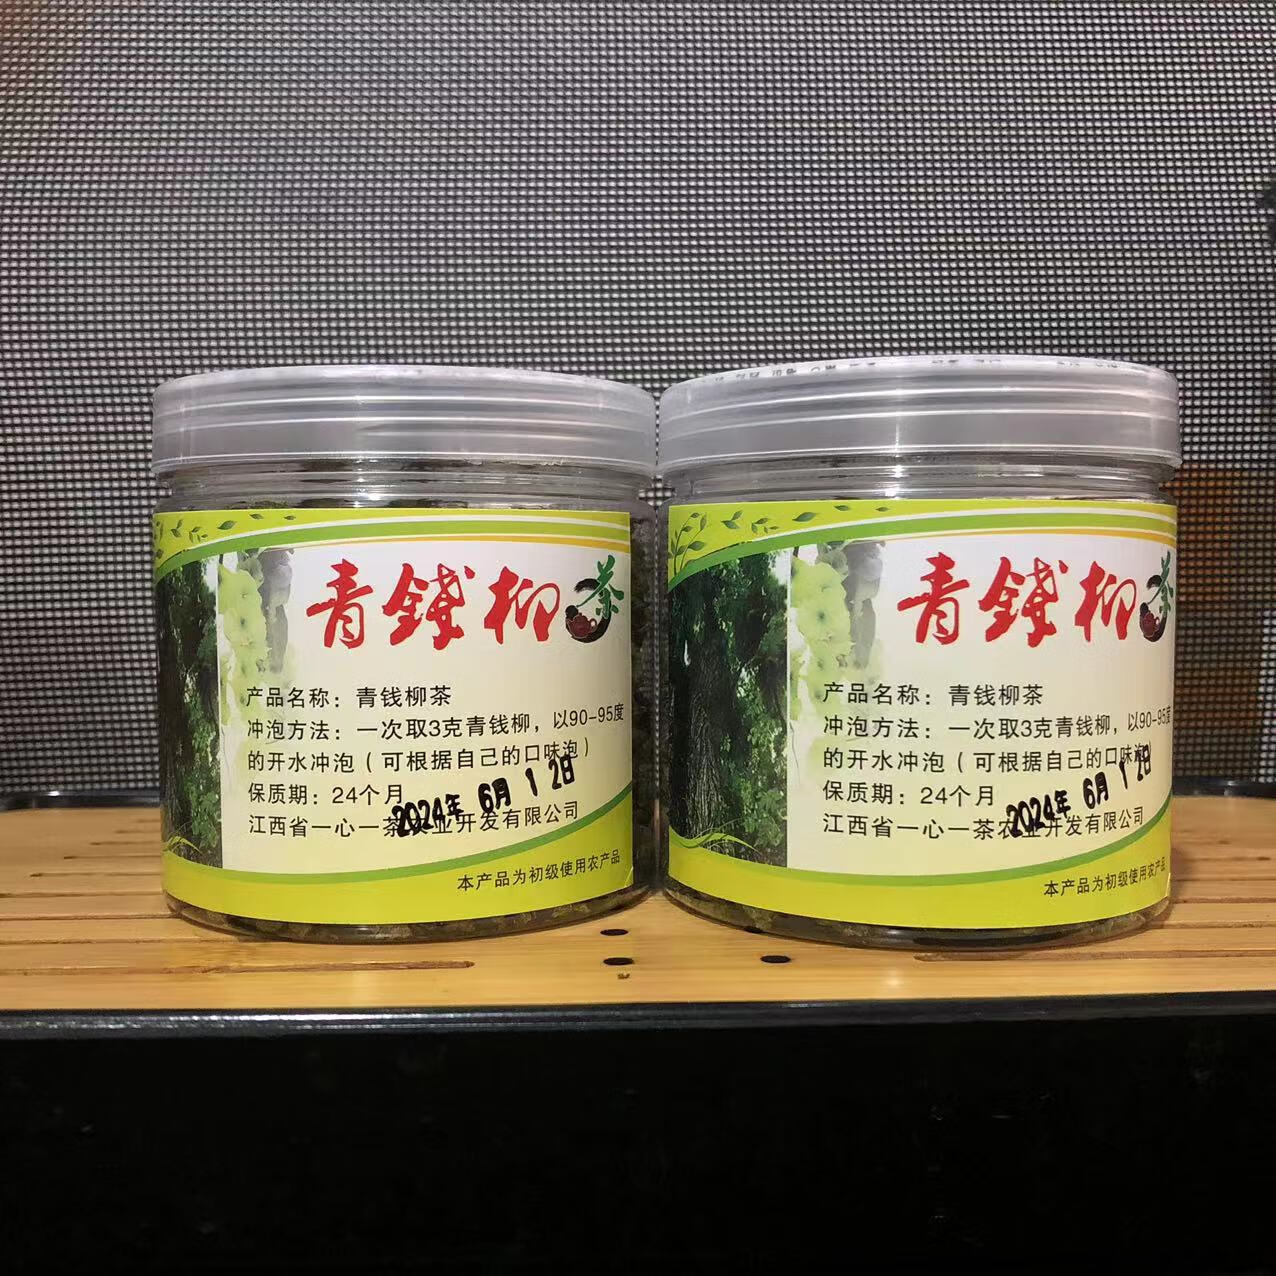 青錢柳茶
产品名称：青钱柳茶
冲泡方法：一次取3克青钱柳，以90-95度
的开水冲泡（可根据自己的口味泡）
保质期：24个月
2024年 6月 1 2日
江西省一心一茶农业开发有限公司
本产品为初级使用农产品
青錢柳茶
产品名称：青钱柳茶
冲泡方法：一次取3克青钱柳，以90-95度
的开水冲泡（可根据自己的口味泡）
保质期：24个月
2024年 6月 1 2日
江西省一心一茶农业开发有限公司
本产品为初级使用农产品